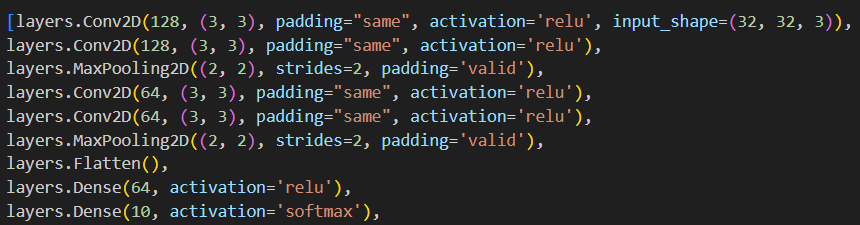 [layers.Conv2D(128, (3, 3), padding="same", activation='relu', input_shape=(32, 32, 3)),
layers.Conv2D(128, (3, 3), padding="same", activation='relu'),
layers.MaxPooling2D((2, 2), strides=2, padding='valid'),
layers.Conv2D(64, (3, 3), padding="same", activation='relu'),
layers.Conv2D(64, (3, 3), padding="same", activation='relu'),
layers.MaxPooling2D((2, 2), strides=2, padding='valid'),
layers.Flatten(),
layers.Dense(64, activation='relu'),
layers.Dense(10, activation='softmax'),